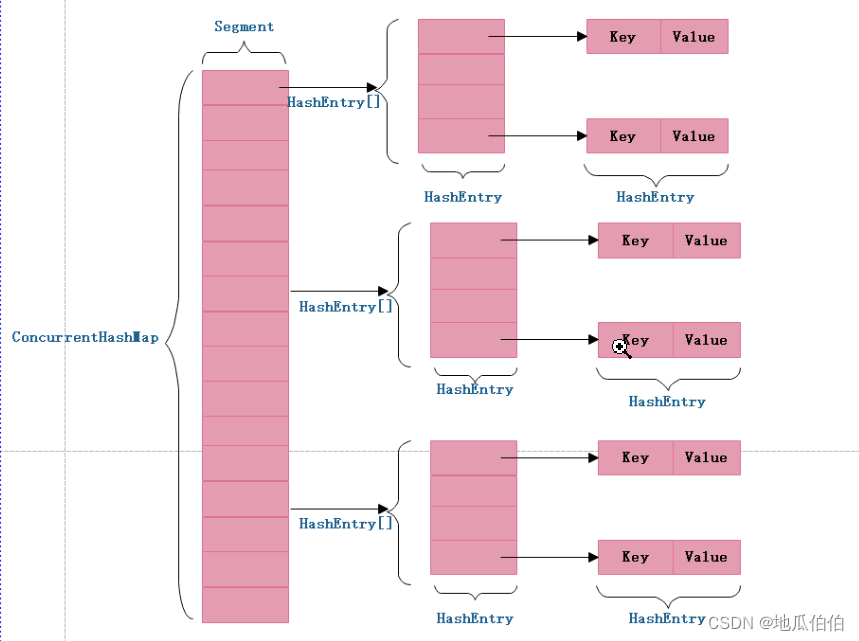 Segment
Key Value
HashEntry[]
Key Value
HashEntry HashEntry
Key Value
HashEntry[]
ConcurrentHashMap
Key Value
HashEntry
HashEntry
Key Value
HashEntry[]
Key Value
HashEntry
HashEntry
CSDN @地瓜伯伯